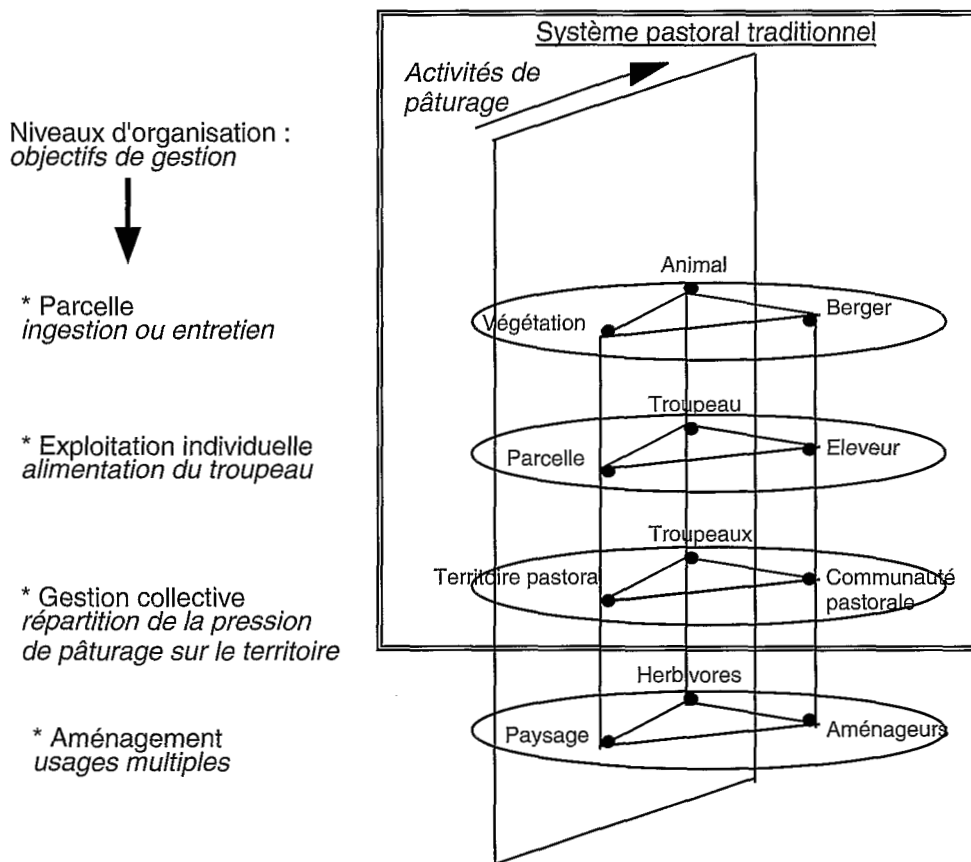 Système pastoral traditionnel
Activités de
pâturage
Niveaux d'organisation :
objectifs de gestion
* Parcelle
ingestion ou entretien
Animal
Végétation
Berger
* Exploitation individuelle
alimentation du troupeau
Troupeau
Parcelle
Eleveur
* Gestion collective
répartition de la pression
de pâturage sur le territoire
Troupeaux
Territoire pastora
Communauté
pastorale
* Aménagement
usages multiples
Herbivores
Paysage
Aménageurs